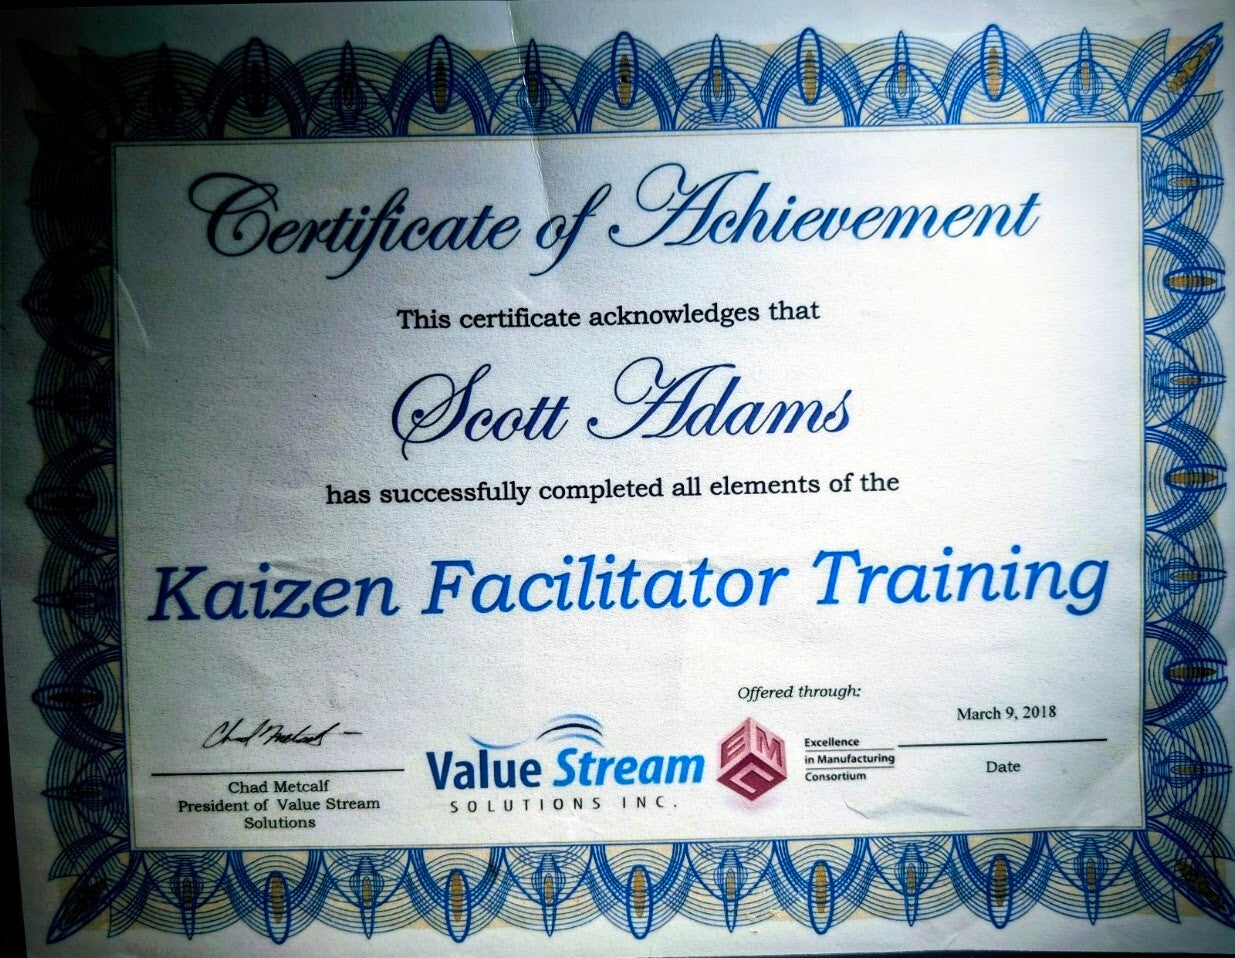 Certificate of Achievement
This certificate acknowledges that
Scott Adams
has successfully completed all elements of the
Kaizen Facilitator Training
Offered through:
March 9, 2018
Date
Chad Metcalf
Chad Metcalf
President of Value Stream
Solutions
Value Stream
SOLUTIONS INC.
EMC
Excellence
in Manufacturing
Consortium